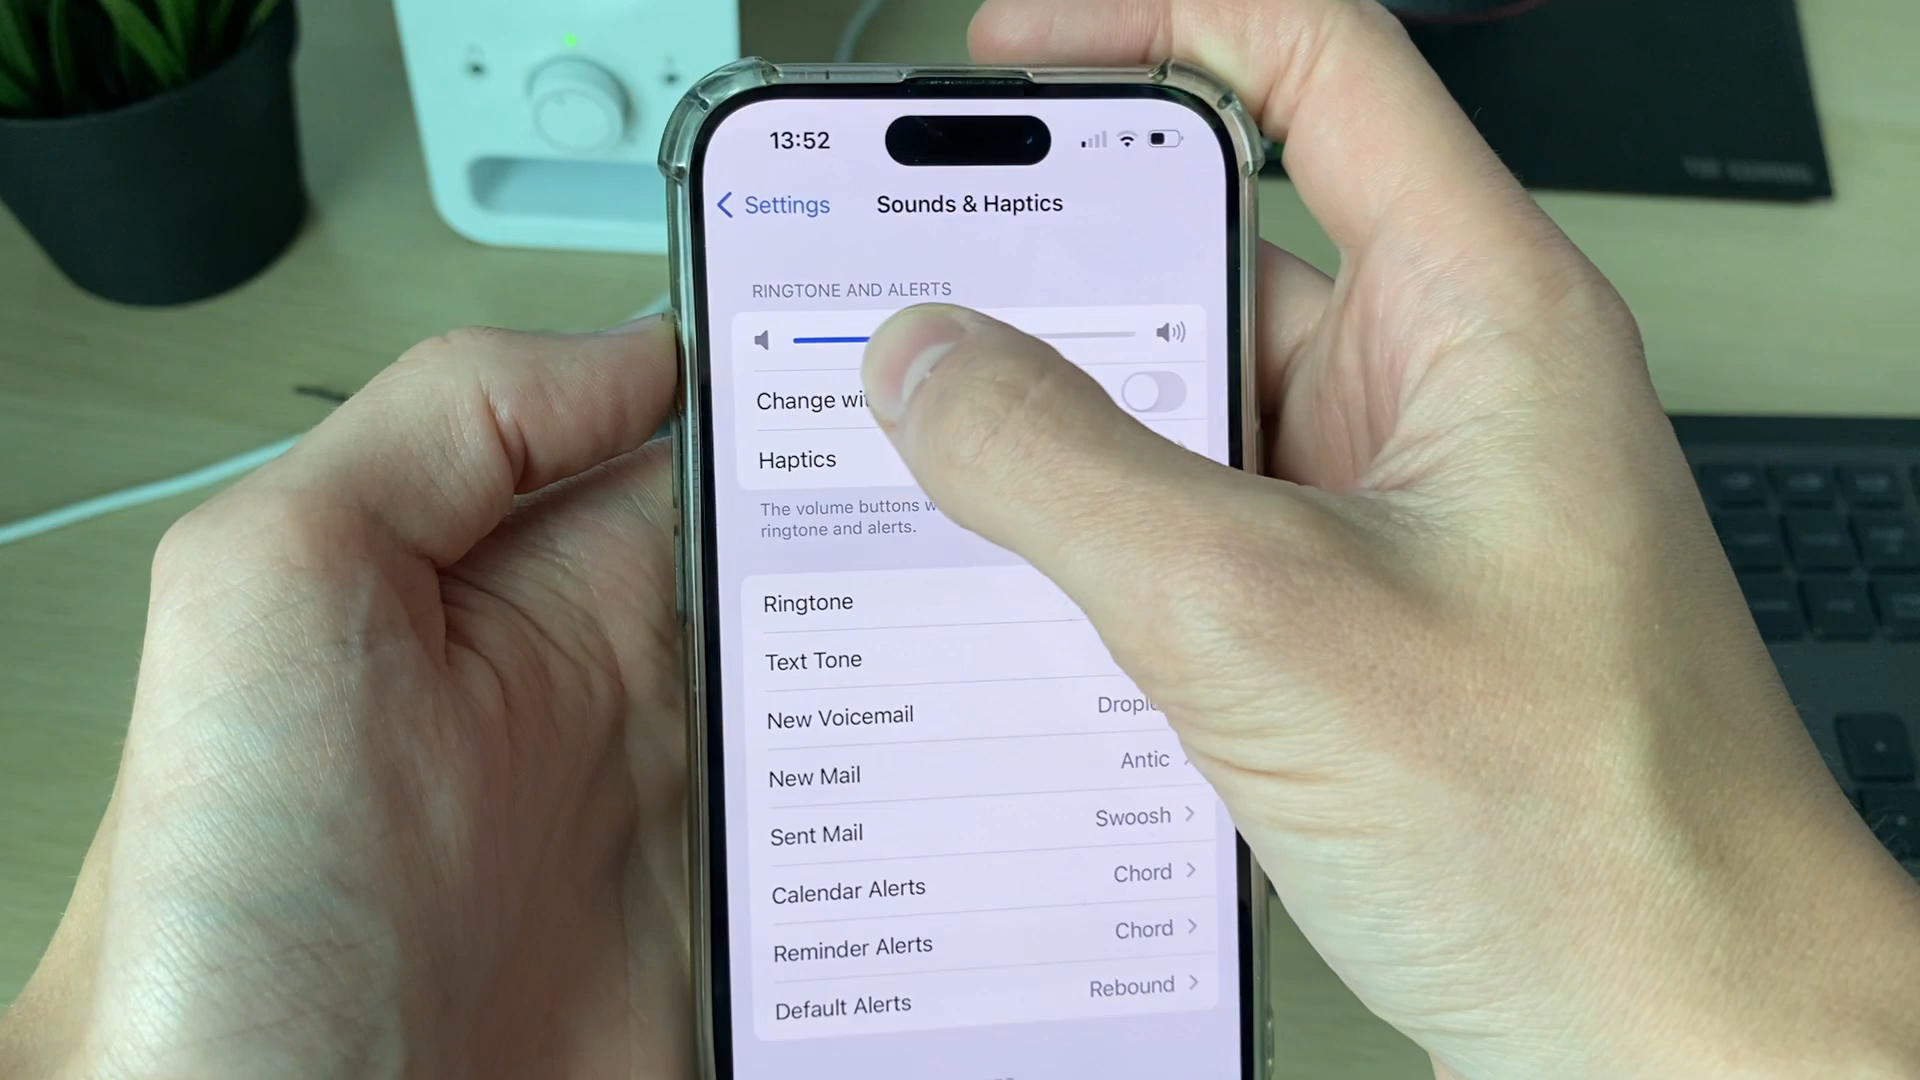 13:52
Settings
Sounds & Haptics
RINGTONE AND ALERTS
Change
Haptics
The volume buttons
ringtone and alerts.
Ringtone
Text Tone
New Voicemail
New Mail Antic
Sent Mail Swoosh
Calendar Alerts Chord
Reminder Alerts Chord
Default Alerts Rebound